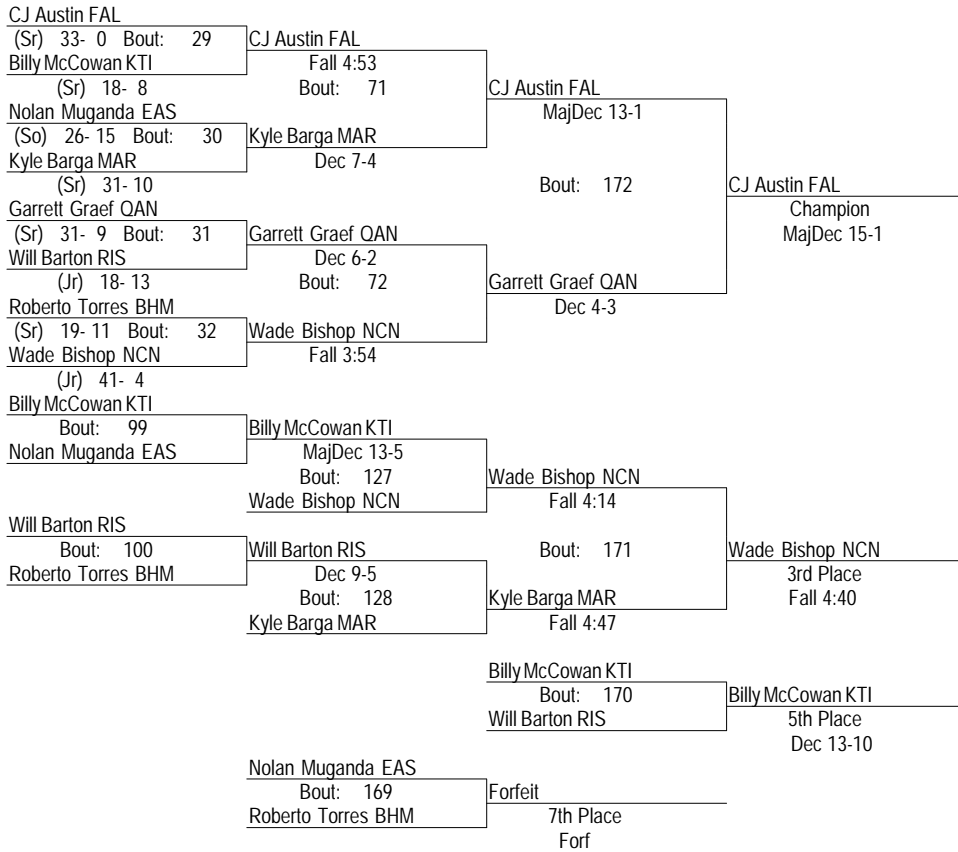 CJ Austin FAL
(Sr) 33- 0 Bout: 29 CJ Austin FAL
Billy McCowan KTI Fall 4:53
(Sr) 18- 8 Bout: 71 CJ Austin FAL
Nolan Muganda EAS MajDec 13-1
(So) 26- 15 Bout: 30 Kyle Barga MAR
Kyle Barga MAR Dec 7-4
(Sr) 31- 10 Bout: 172 CJ Austin FAL
Garrett Graef QAN Champion
(Sr) 31- 9 Bout: 31 Garrett Graef QAN MajDec 15-1
Will Barton RIS Dec 6-2
(Jr) 18- 13 Bout: 72 Garrett Graef QAN
Roberto Torres BHM Dec 4-3
(Sr) 19- 11 Bout: 32 Wade Bishop NCN
Wade Bishop NCN Fall 3:54
(Jr) 41- 4
Billy McCowan KTI
Bout: 99 Billy McCowan KTI
Nolan Muganda EAS MajDec 13-5
Bout: 127 Wade Bishop NCN
Wade Bishop NCN Fall 4:14
Will Barton RIS
Bout: 100 Will Barton RIS Bout: 171 Wade Bishop NCN
Roberto Torres BHM Dec 9-5 3rd Place
Bout: 128 Kyle Barga MAR Fall 4:40
Kyle Barga MAR Fall 4:47
Billy McCowan KTI
Bout: 170 Billy McCowan KTI
Will Barton RIS 5th Place
Dec 13-10
Nolan Muganda EAS
Bout: 169 Forfeit
Roberto Torres BHM 7th Place
Forf